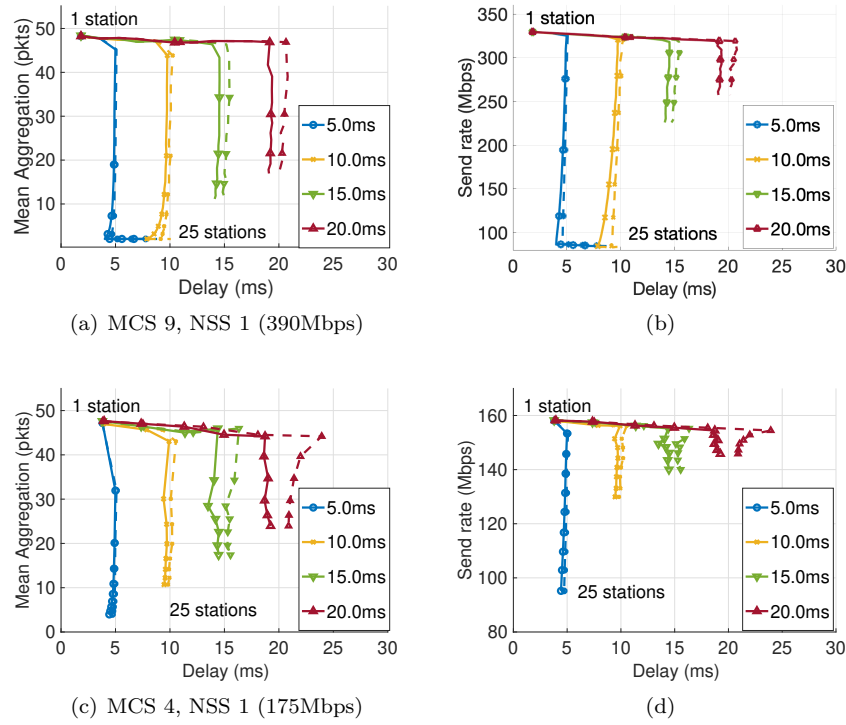 1 station
50
40
30
20
10
Mean Aggregation (pkts)
5.0ms
10.0ms
15.0ms
20.0ms
25 stations
0 5 10 15 20 25 30
Delay (ms)
(a) MCS 9, NSS 1 (390Mbps)
1 station
350
300
250
200
150
100
Send rate (Mbps)
5.0ms
10.0ms
15.0ms
20.0ms
25 stations
0 5 10 15 20 25 30
Delay (ms)
(b)
1 station
50
40
30
20
10
0
Mean Aggregation (pkts)
5.0ms
10.0ms
15.0ms
20.0ms
25 stations
0 5 10 15 20 25 30
Delay (ms)
(c) MCS 4, NSS 1 (175Mbps)
1 station
160
140
120
100
80
Send rate (Mbps)
5.0ms
10.0ms
15.0ms
20.0ms
25 stations
0 5 10 15 20 25 30
Delay (ms)
(d)